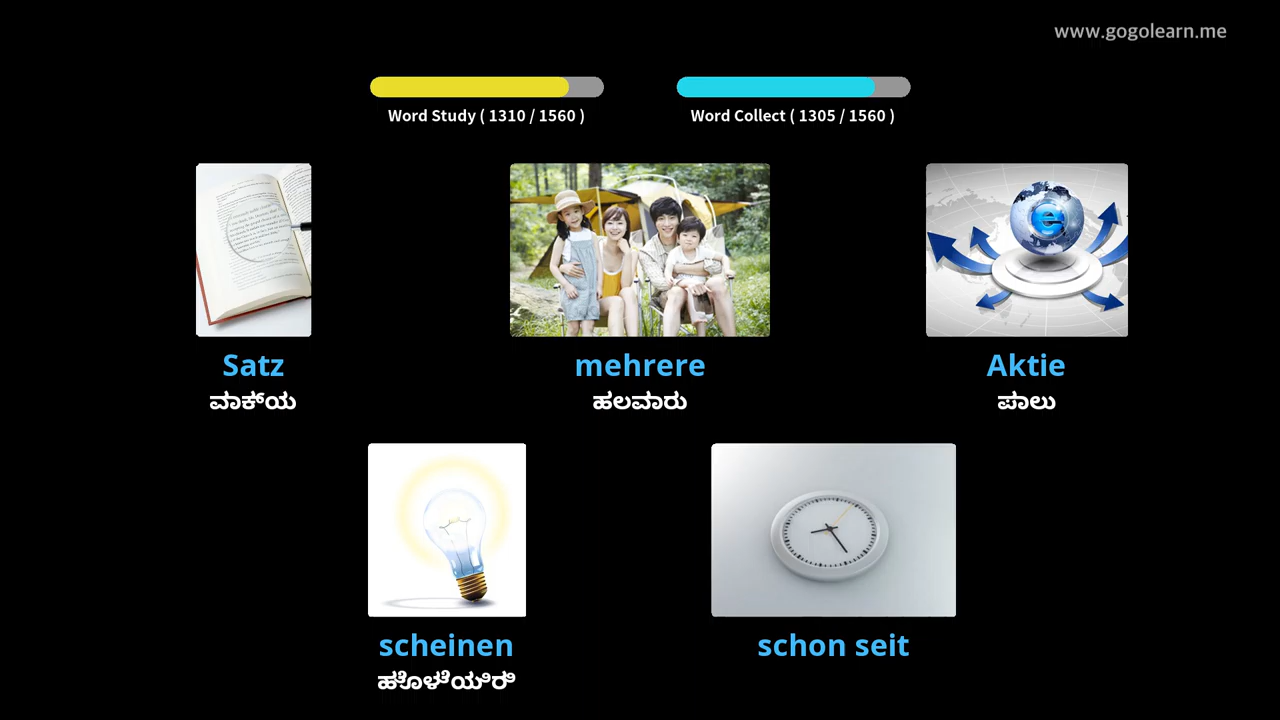 www.gogolearn.me
Word Study ( 1310 / 1560 )
Word Collect ( 1305 / 1560 )
Satz
mehrere
Aktie
ವಾಕ್ಯ
ಹಲವಾರು
ಪಾಲು
scheinen
schon seit
ಹೊಳೆಯಿರಿ